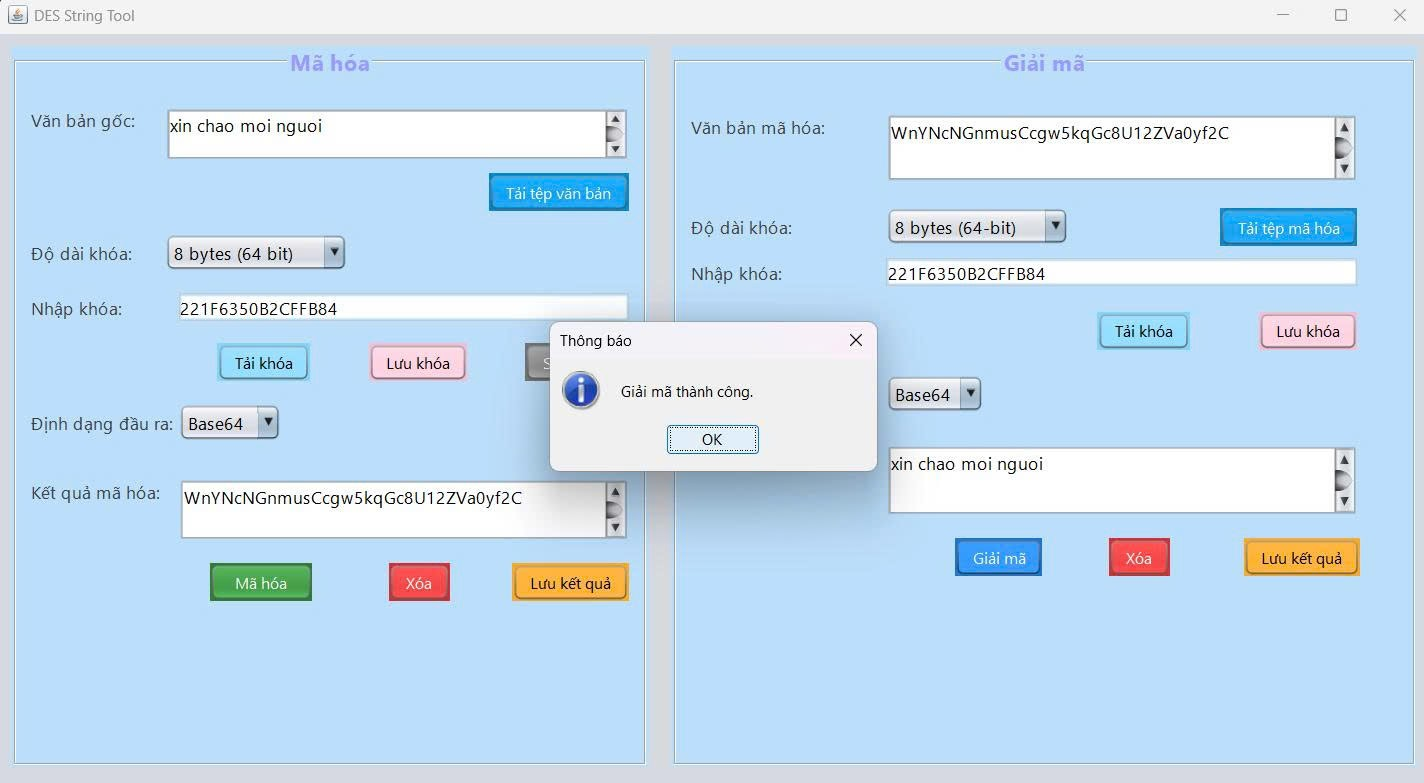 DES String Tool
Mã hóa
Văn bản gốc:
xin chao moi nguoi
Tải tệp văn bản
Độ dài khóa:
8 bytes (64 bit)
Nhập khóa:
221F6350B2CFFB84
Tải khóa
Lưu khóa
S
Định dạng đầu ra:
Base64
Kết quả mã hóa:
WnYNcNGnmusCcgw5kqGc8U12ZVa0yf2C
Mã hóa
Xóa
Lưu kết quả
Giải mã
Văn bản mã hóa:
WnYNcNGnmusCcgw5kqGc8U12ZVa0yf2C
Độ dài khóa:
8 bytes (64-bit)
Tải tệp mã hóa
Nhập khóa:
221F6350B2CFFB84
Tải khóa
Lưu khóa
Base64
xin chao moi nguoi
Giải mã
Xóa
Lưu kết quả
Thông báo
Giải mã thành công.
OK